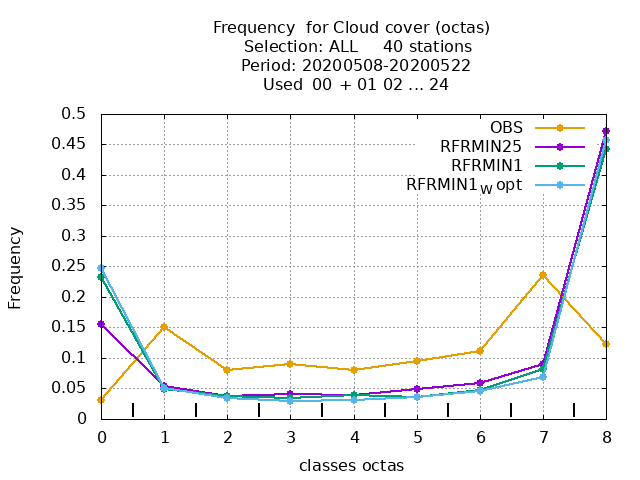 Frequency  for Cloud cover (octas)
Selection: ALL     40 stations
Period: 20200508-20200522
Used  00 + 01 02 ... 24
OBS
RFRMIN25
RFRMIN1
RFRMIN1W opt
0.5
0.45
0.4
0.35
0.3
0.25
0.2
0.15
0.1
0.05
0
Frequency
0 1 2 3 4 5 6 7 8
classes octas